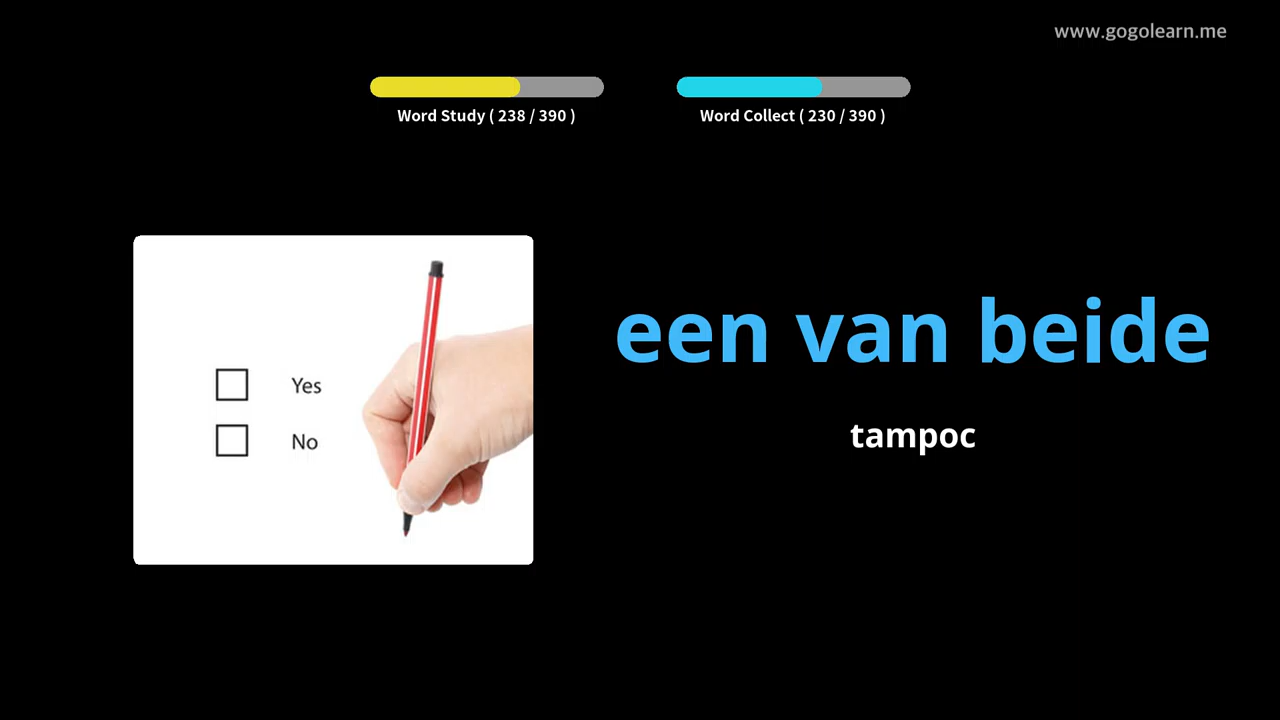 www.gogolearn.me
Word Study ( 238 / 390 )
Word Collect ( 230 / 390 )
Yes
No
een van beide
tampoc